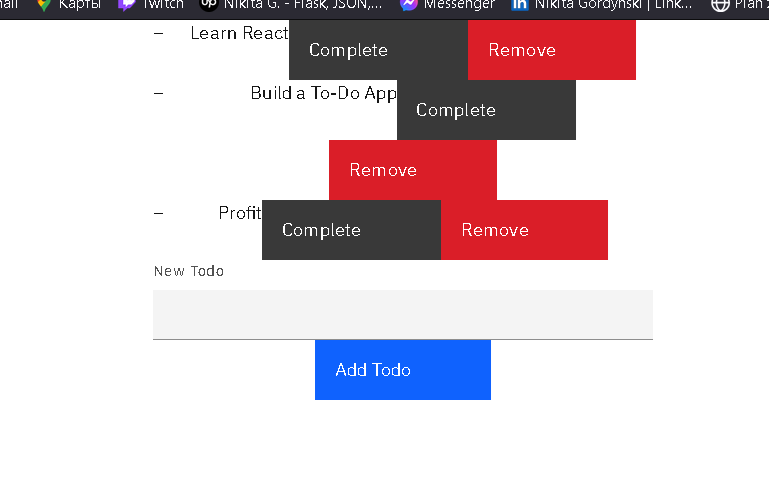 Карты Twitch Nikita G. - Flask, JSON,... Messenger Nikita Gordynski | Link... Plan
– Learn React Complete Remove
– Build a To-Do App Complete
Remove
– Profit Complete Remove
New Todo
Add Todo